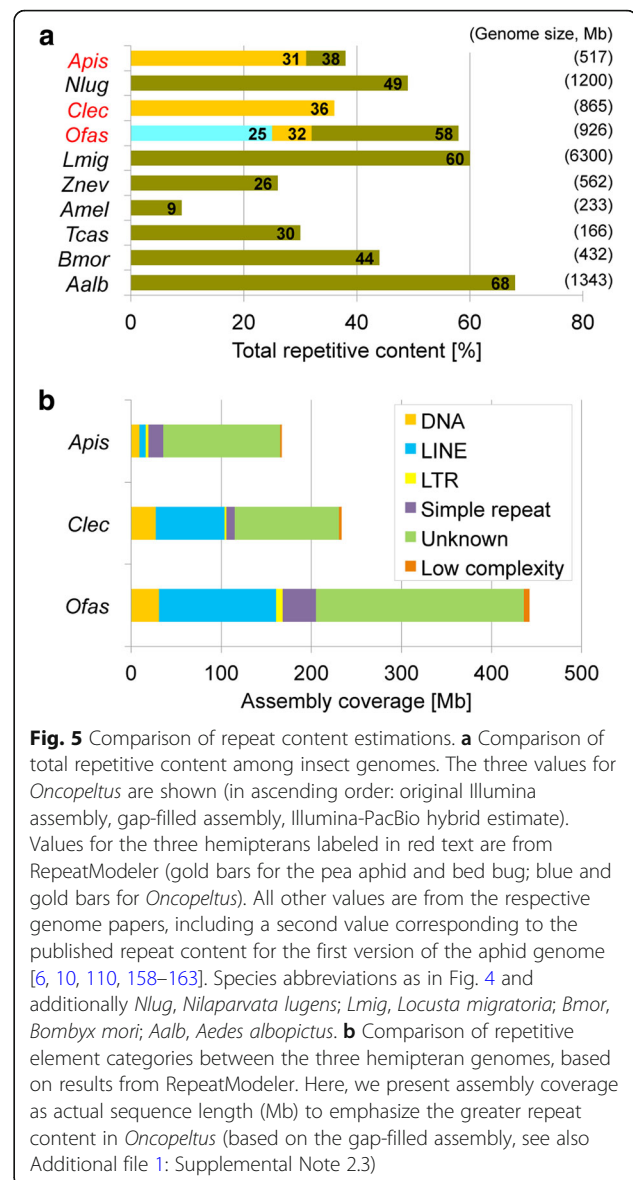 a
(Genome size, Mb)
Apis 31 38 (517)
Nlug 49 (1200)
Clec 36 (865)
Ofas 25 32 58 (926)
Lmig 60 (6300)
Znev 26 (562)
Amel 9 (233)
Tcas 30 (166)
Bmor 44 (432)
Aalb 68 (1343)
0 20 40 60 80
Total repetitive content [%]
b
DNA
LINE
LTR
Simple repeat
Unknown
Low complexity
Apis
Clec
Ofas
0 100 200 300 400 500
Assembly coverage [Mb]
Fig. 5 Comparison of repeat content estimations. a Comparison of
total repetitive content among insect genomes. The three values for
Oncopeltus are shown (in ascending order: original Illumina
assembly, gap-filled assembly, Illumina-PacBio hybrid estimate).
Values for the three hemipterans labeled in red text are from
RepeatModeler (gold bars for the pea aphid and bed bug; blue and
gold bars for Oncopeltus). All other values are from the respective
genome papers, including a second value corresponding to the
published repeat content for the first version of the aphid genome
[6, 10, 110, 158–163]. Species abbreviations as in Fig. 4 and
additionally Nlug, Nilaparvata lugens; Lmig, Locusta migratoria; Bmor,
Bombyx mori; Aalb, Aedes albopictus. b Comparison of repetitive
element categories between the three hemipteran genomes, based
on results from RepeatModeler. Here, we present assembly coverage
as actual sequence length (Mb) to emphasize the greater repeat
content in Oncopeltus (based on the gap-filled assembly, see also
Additional file 1: Supplemental Note 2.3)